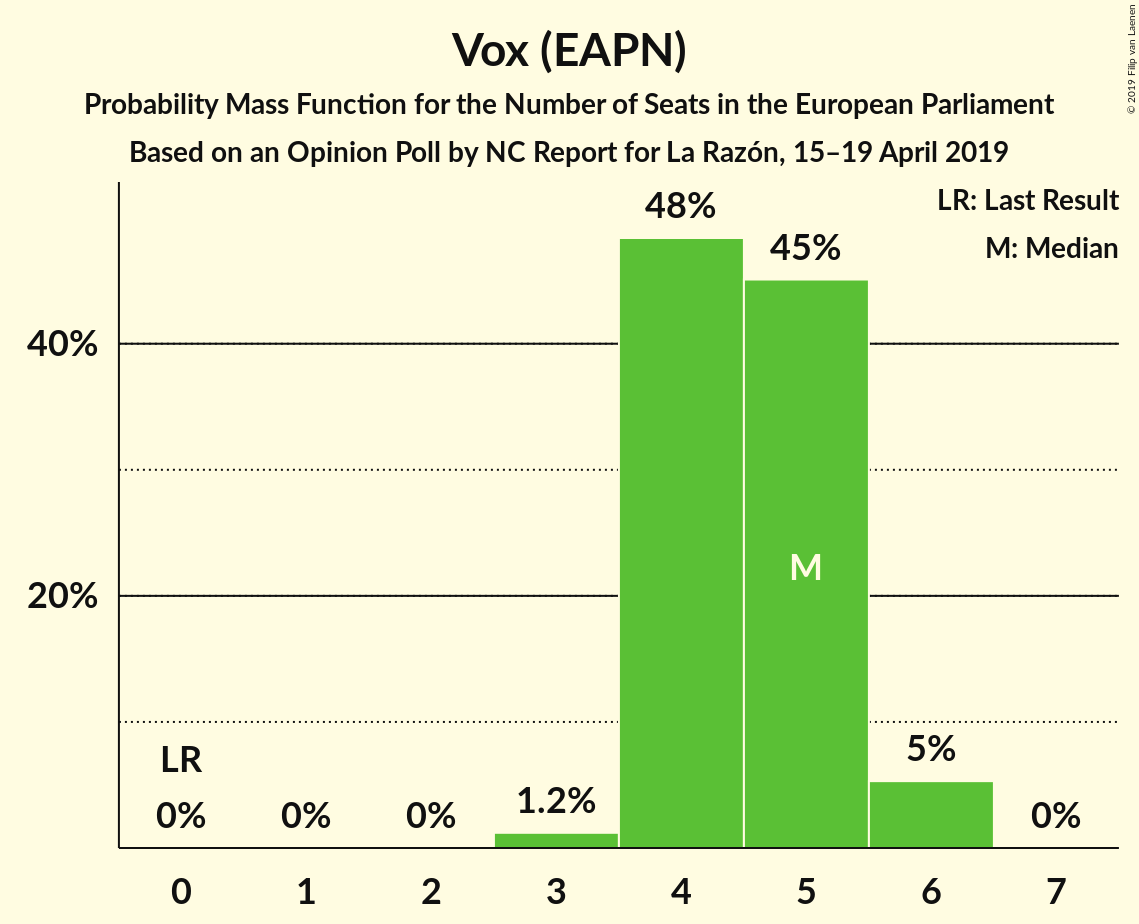 Vox (EAPN)
Probability Mass Function for the Number of Seats in the European Parliament
Based on an Opinion Poll by NC Report for La Razón, 15–19 April 2019
© 2019 Filip van Laenen
LR: Last Result
M: Median
48%
45%
40%
M
20%
LR
5%
1.2%
0% 0% 0% 0%
0 1 2 3 4 5 6 7